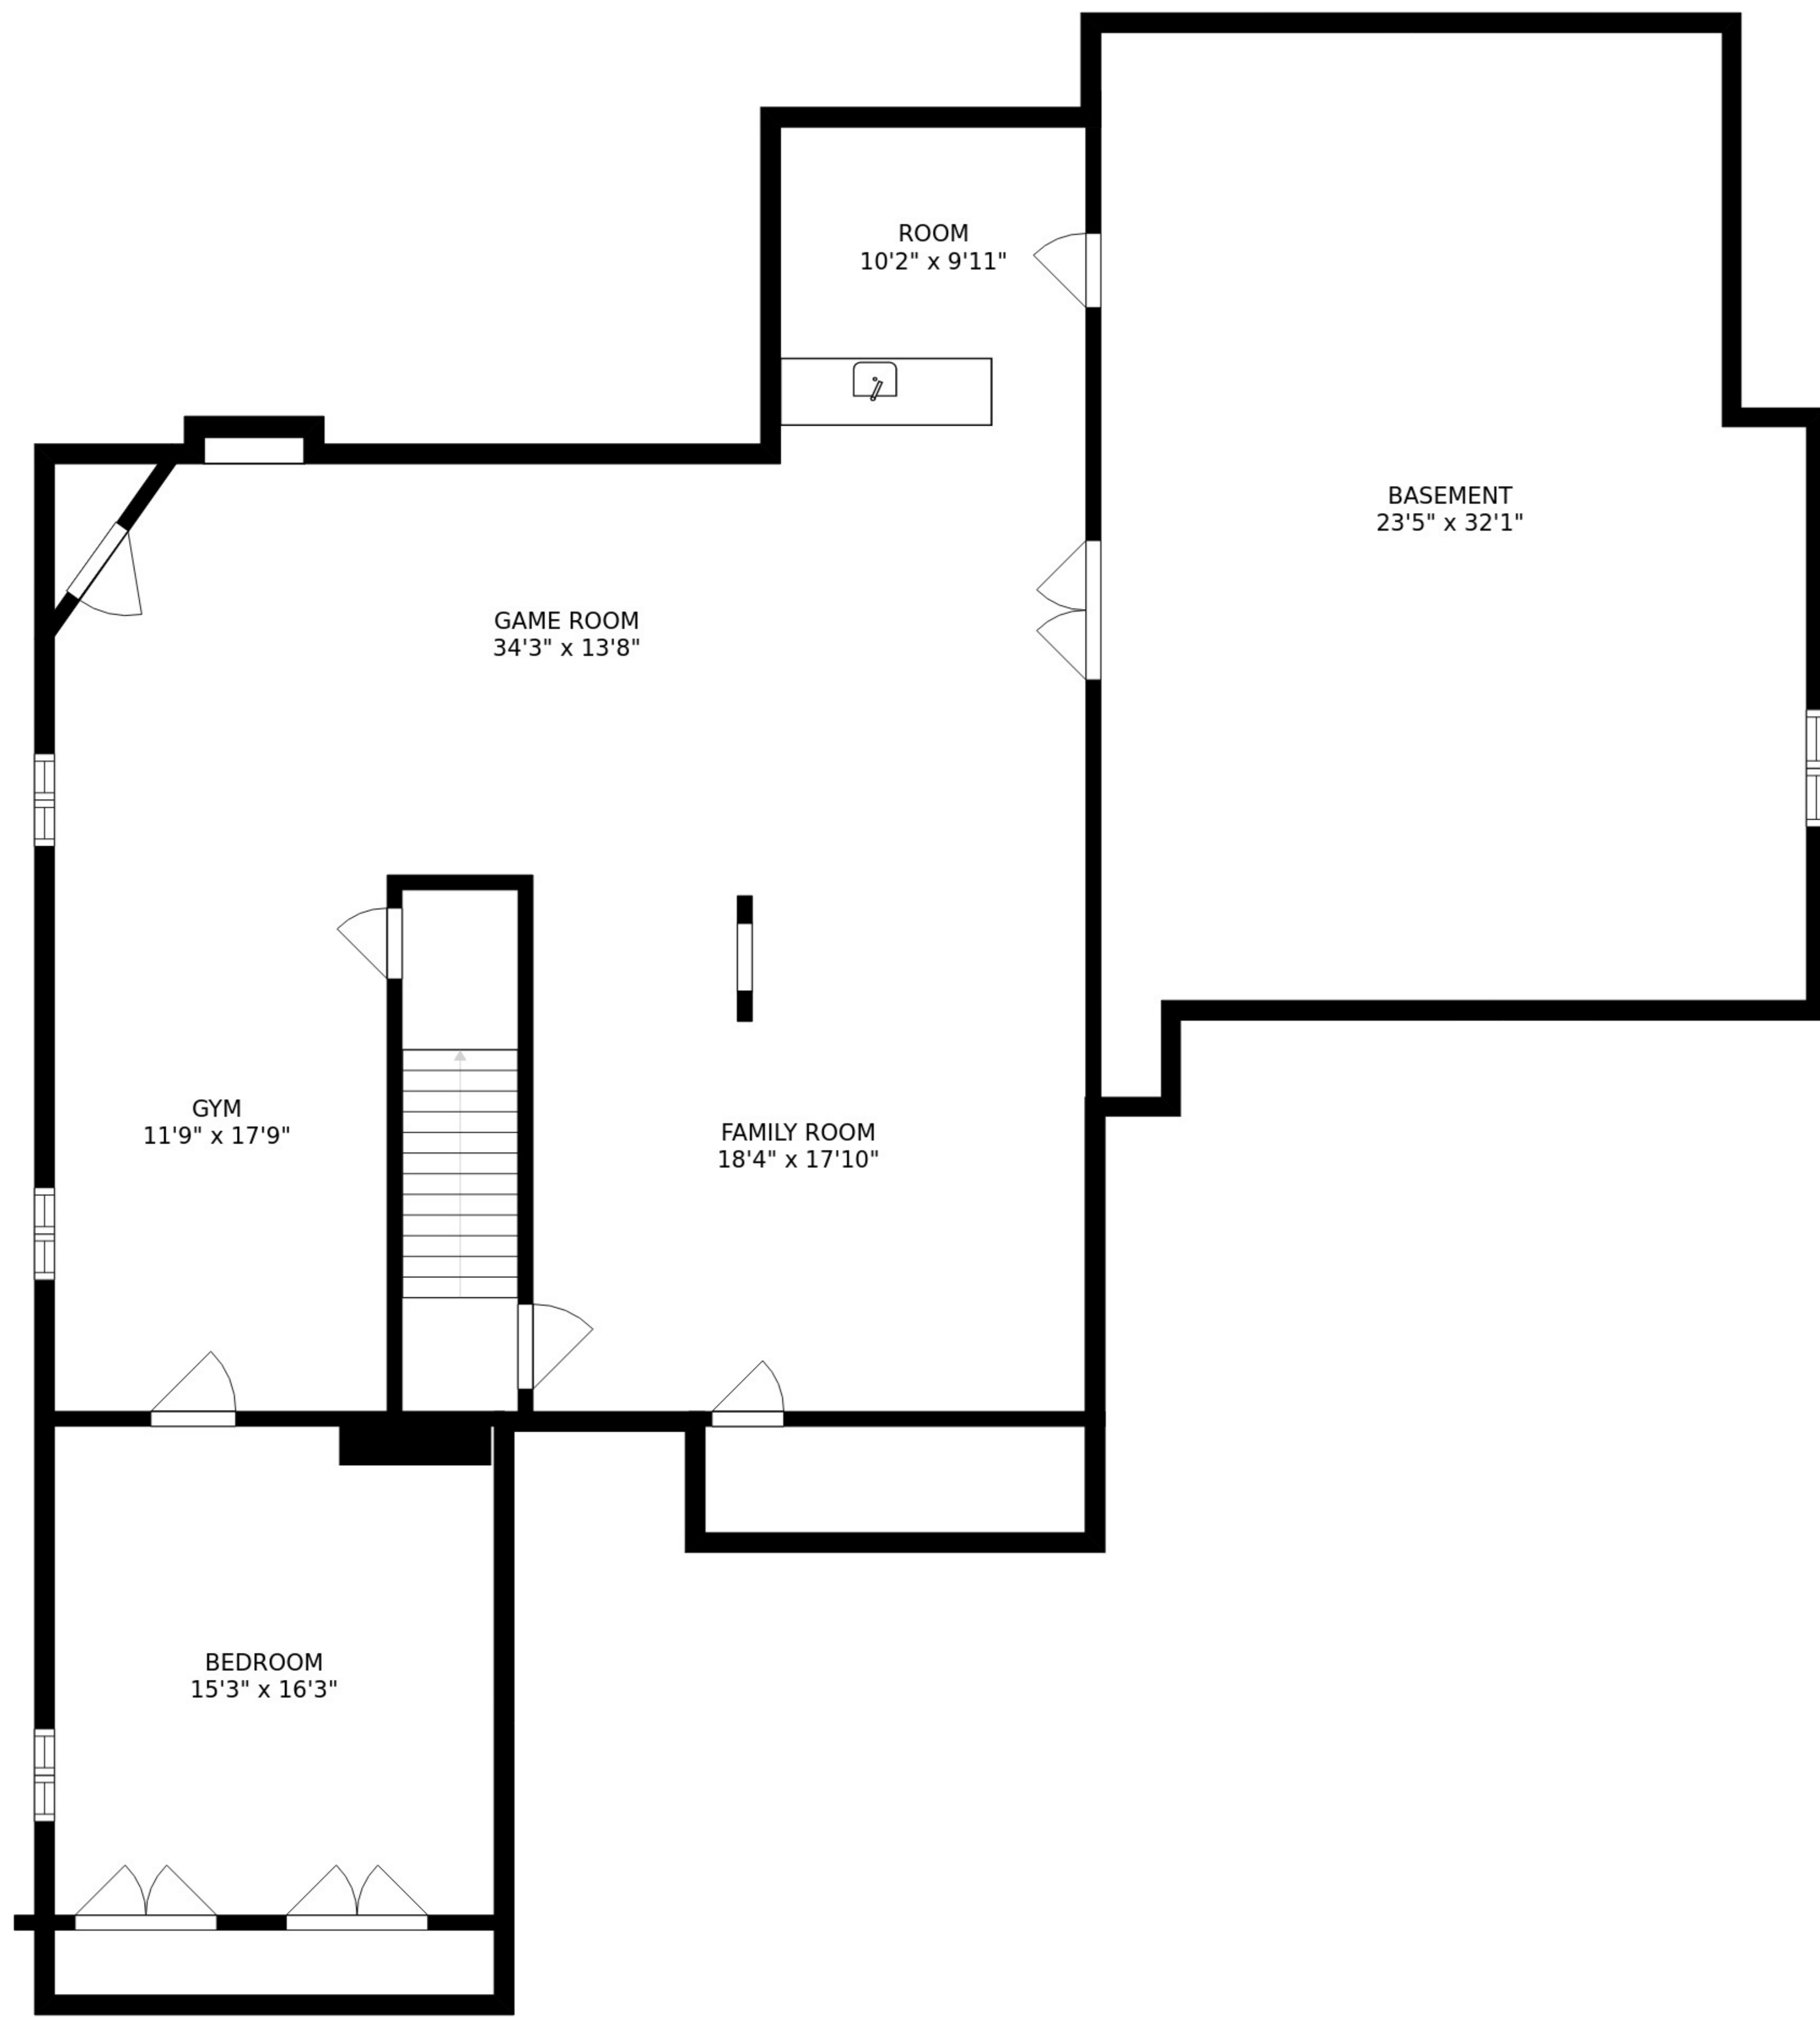 ROOM
10'2" x 9'11"
BASEMENT
23'5" x 32'1"
GAME ROOM
34'3" x 13'8"
GYM
11'9" x 17'9"
FAMILY ROOM
18'4" x 17'10"
BEDROOM
15'3" x 16'3"